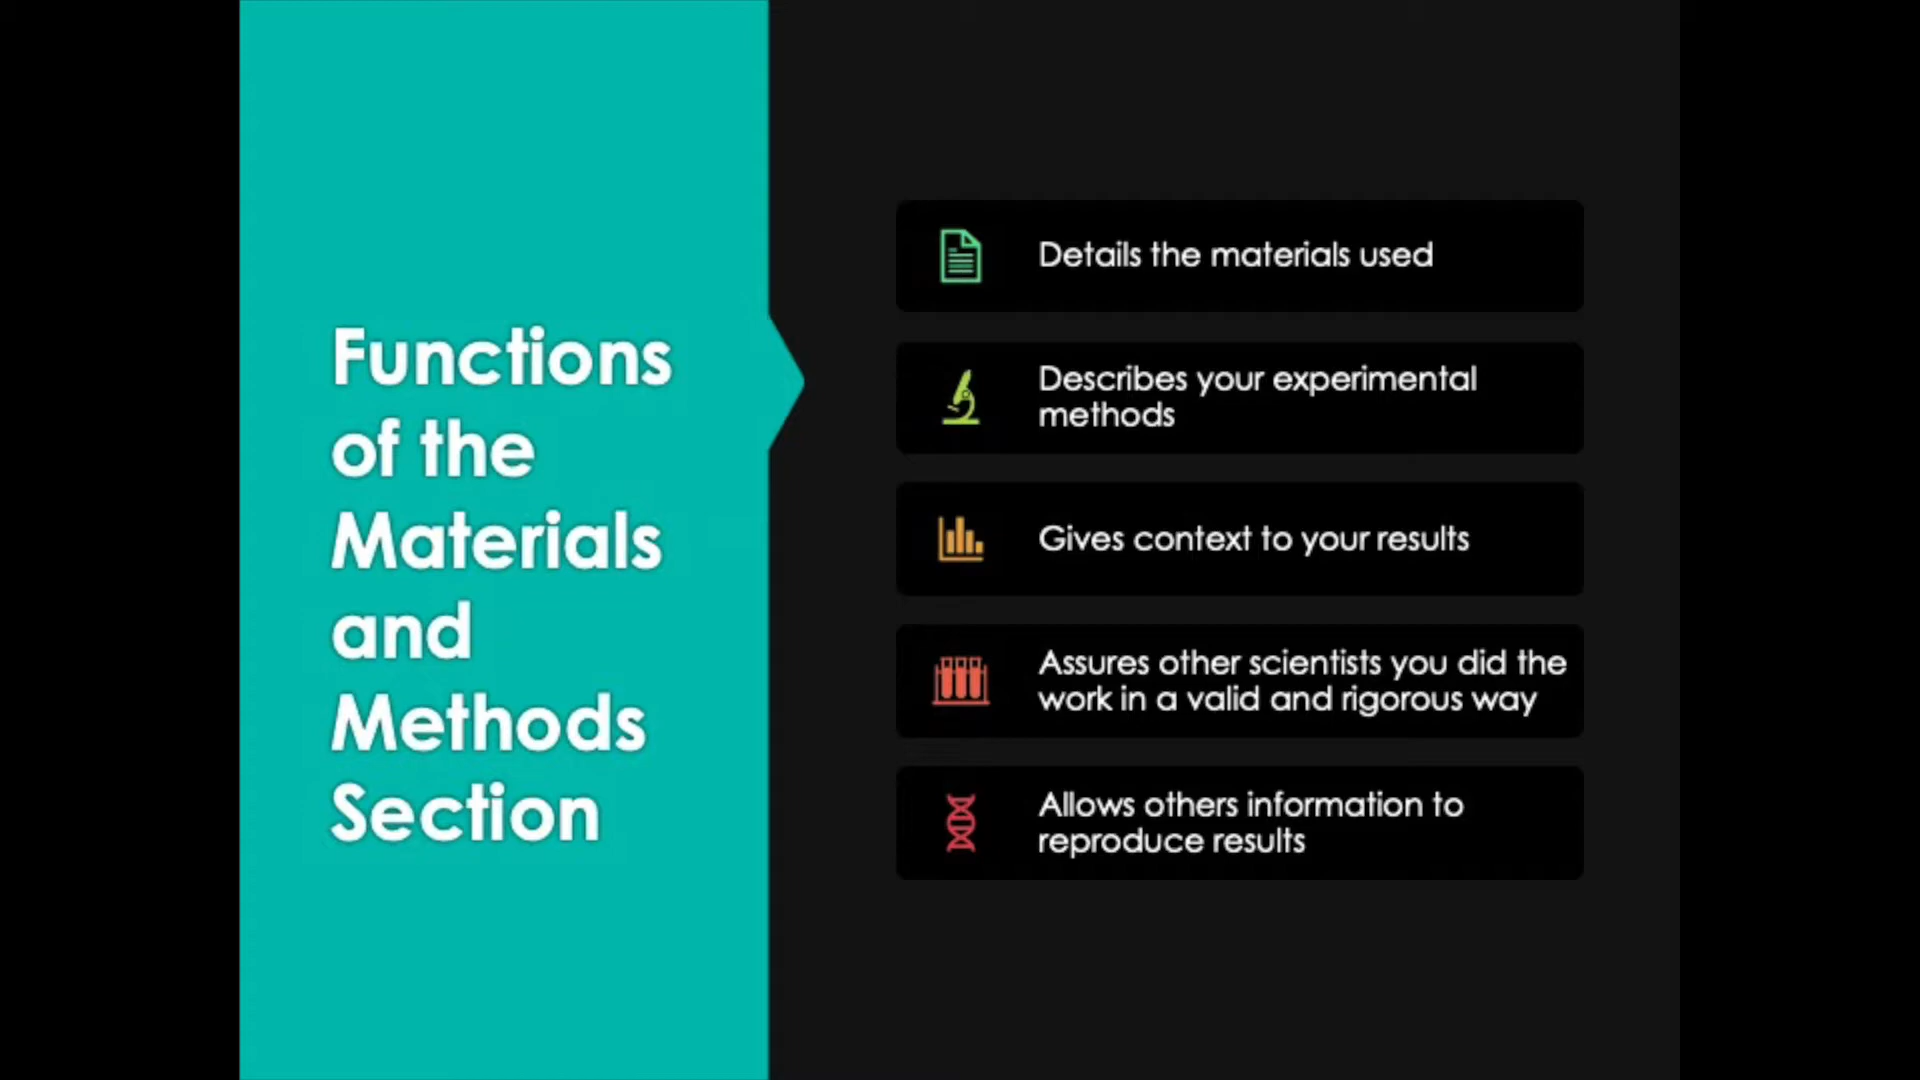 Functions
of the
Materials
and
Methods
Section
Details the materials used
Describes your experimental
methods
Gives context to your results
Assures other scientists you did the
work in a valid and rigorous way
Allows others information to
reproduce results